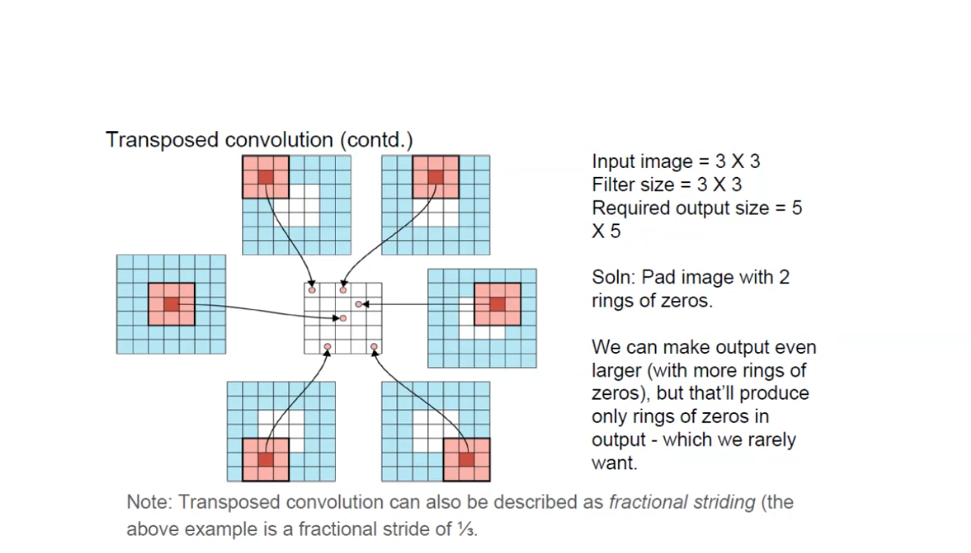 Transposed convolution (contd.)
Input image = 3 X 3
Filter size = 3 X 3
Required output size = 5
X 5
Soln: Pad image with 2
rings of zeros.
We can make output even
larger (with more rings of
zeros), but that'll produce
only rings of zeros in
output - which we rarely
want.
Note: Transposed convolution can also be described as fractional striding (the
above example is a fractional stride of ⅓.